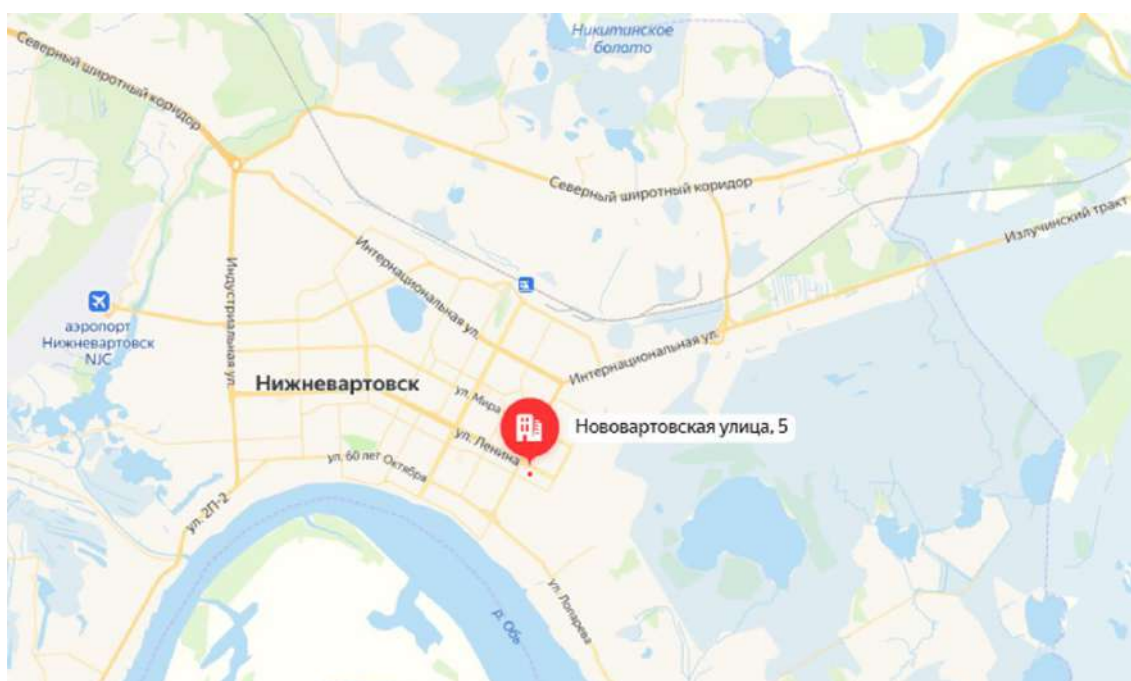 Никитинское
болото
Северный широтный коридор
Северный широтный коридор
Излучинский тракт
Интернациональная ул.
Индустриальная ул.
аэропорт
Нижневартовск
NJC
Интернациональная ул.
Нижневартовск
ул. Мира
Нововартовская улица, 5
ул. Ленина
ул. 60 лет Октября
ул. 2П-2
ул. Лопарева
р. Обь